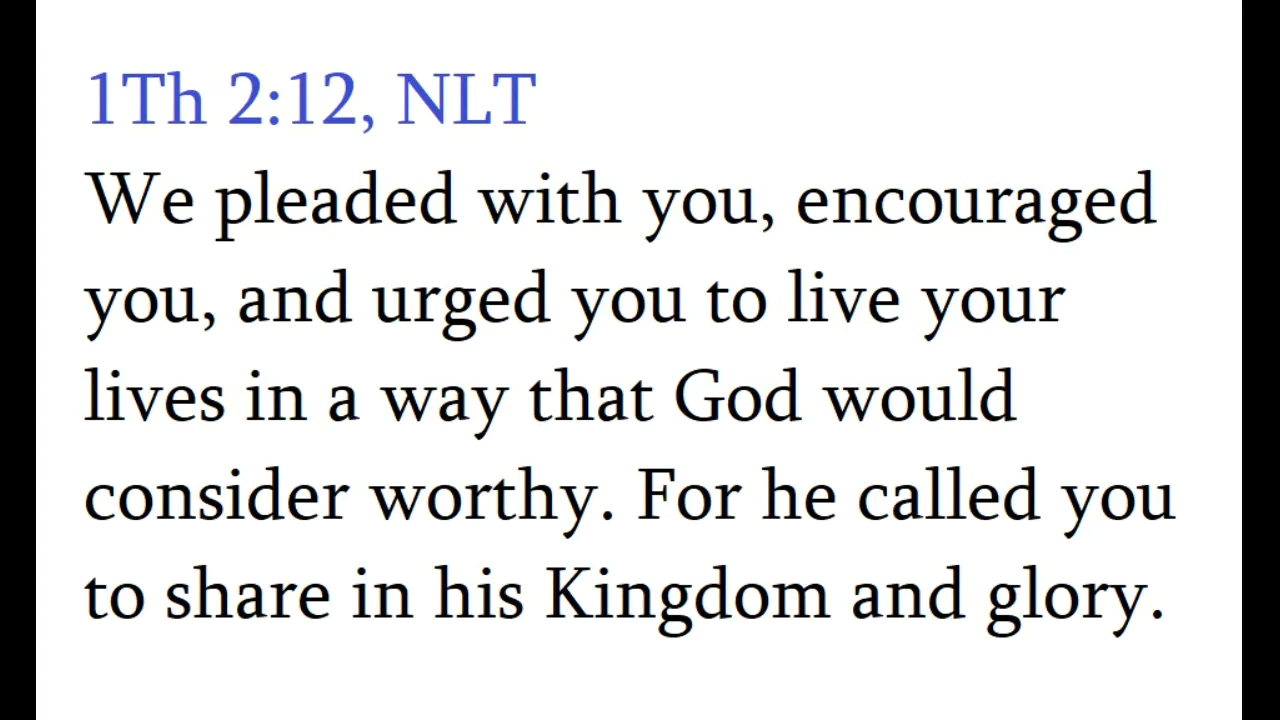 1Th 2:12, NLT
We pleaded with you, encouraged
you, and urged you to live your
lives in a way that God would
consider worthy. For he called you
to share in his Kingdom and glory.